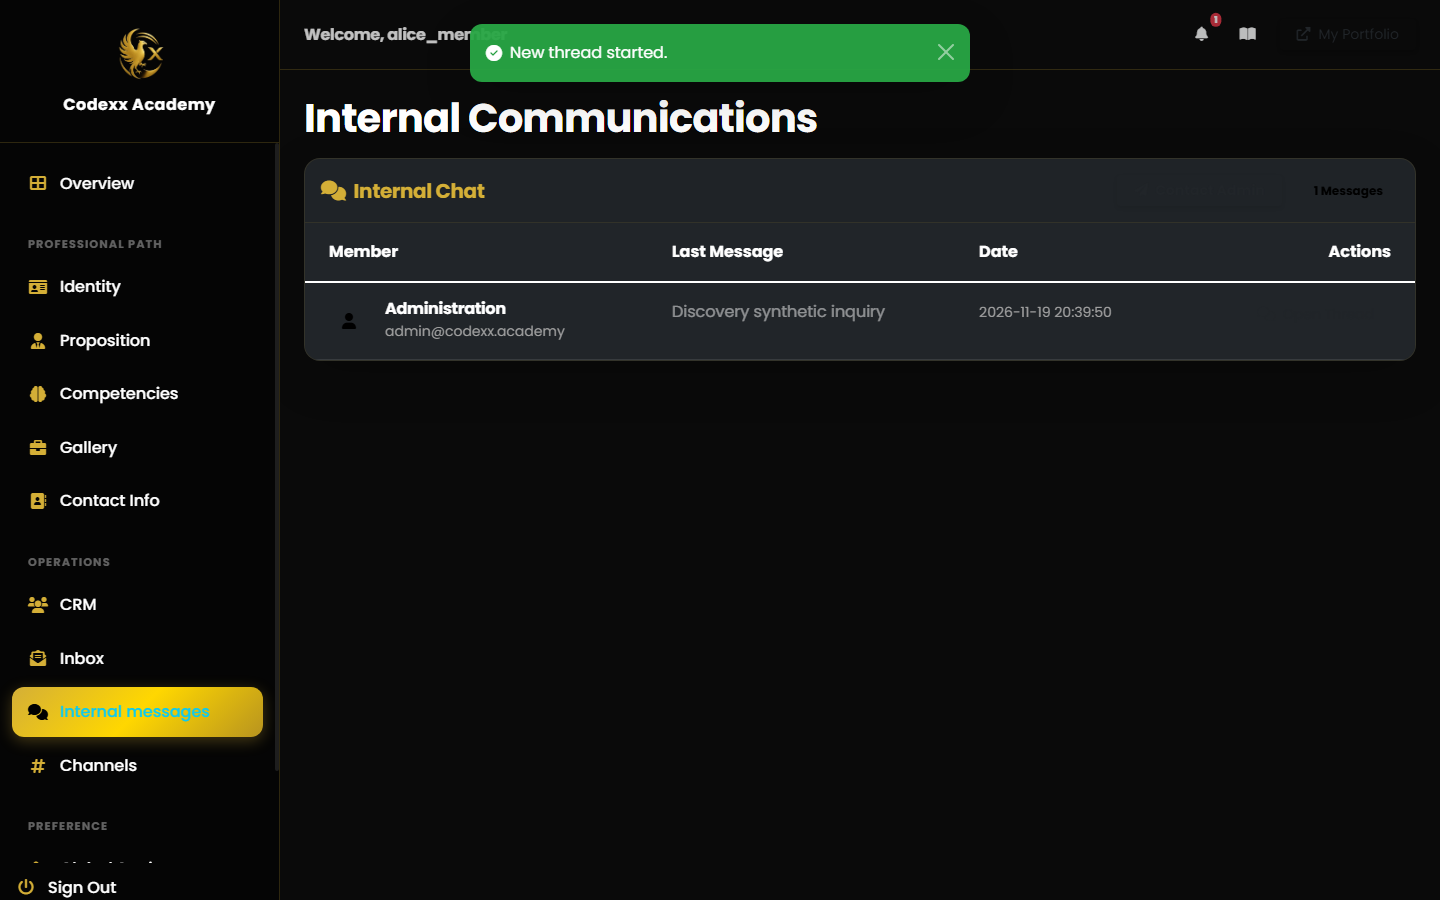 Codexx Academy
Overview
PROFESSIONAL PATH
Identity
Proposition
Competencies
Gallery
Contact Info
OPERATIONS
CRM
Inbox
Internal messages
Channels
PREFERENCE
Sign Out
Welcome, alice_member
New thread started.
1
My Portfolio
Internal Communications
Internal Chat
1 Messages
Member Last Message Date Actions
Administration
admin@codexx.academy
Discovery synthetic inquiry
2026-11-19 20:39:50